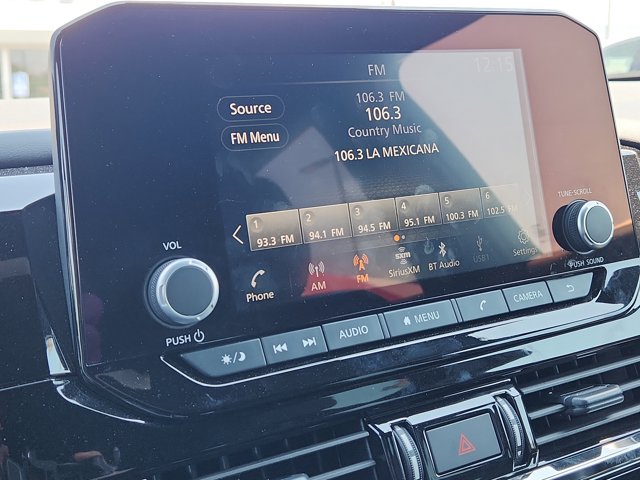 FM
12:15
106.3 FM
106.3
Country Music
106.3 LA MEXICANA
Source
FM Menu
1 93.3 FM
2 94.1 FM
3 94.5 FM
4 95.1 FM
5 100.3 FM
6 102.5 FM
Phone
AM
FM
sxm
SiriusXM
BT Audio
USB1
Settings
VOL
PUSH
TUNE·SCROLL
PUSH SOUND
AUDIO
MENU
CAMERA